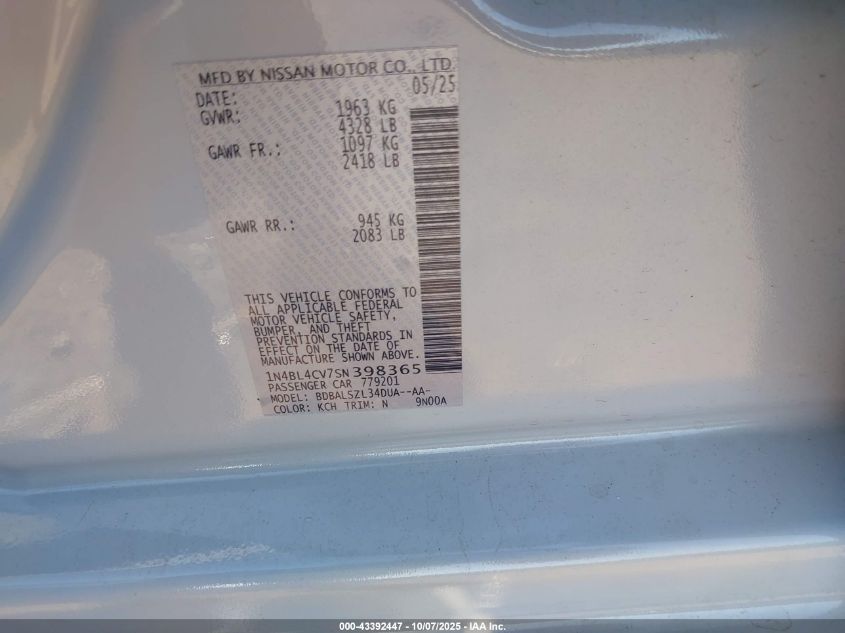 MFD BY NISSAN MOTOR CO., LTD
DATE: 05/25
GVWR: 1963 KG
4328 LB
GAWR FR.: 1097 KG
2418 LB
GAWR RR.: 945 KG
2083 LB
THIS VEHICLE CONFORMS TO
ALL APPLICABLE FEDERAL
MOTOR VEHICLE SAFETY,
BUMPER, AND THEFT
PREVENTION STANDARDS IN
EFFECT ON THE DATE OF
MANUFACTURE SHOWN ABOVE.
1N4BL4CV7SN398365
PASSENGER CAR 779201
MODEL: BDBALSZL34DUA--AA-
COLOR: KCH TRIM: N 9N00A
000-43392447 - 10/07/2025 - IAA Inc.